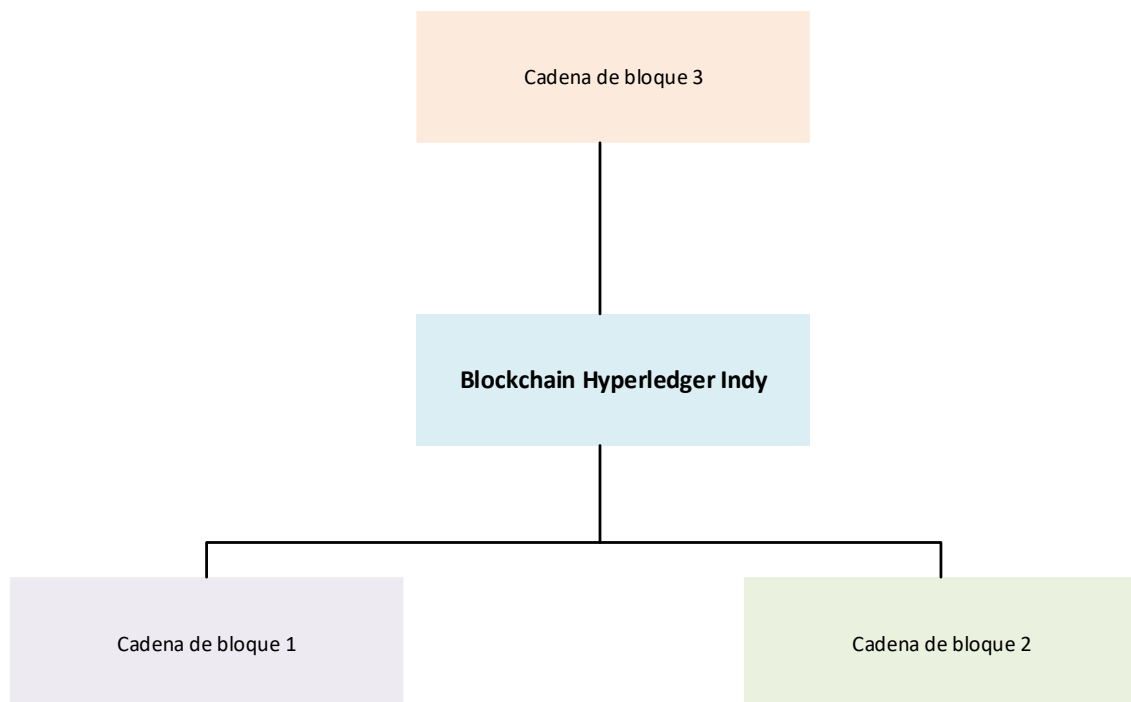 Cadena de bloque 3
Blockchain Hyperledger Indy
Cadena de bloque 1
Cadena de bloque 2